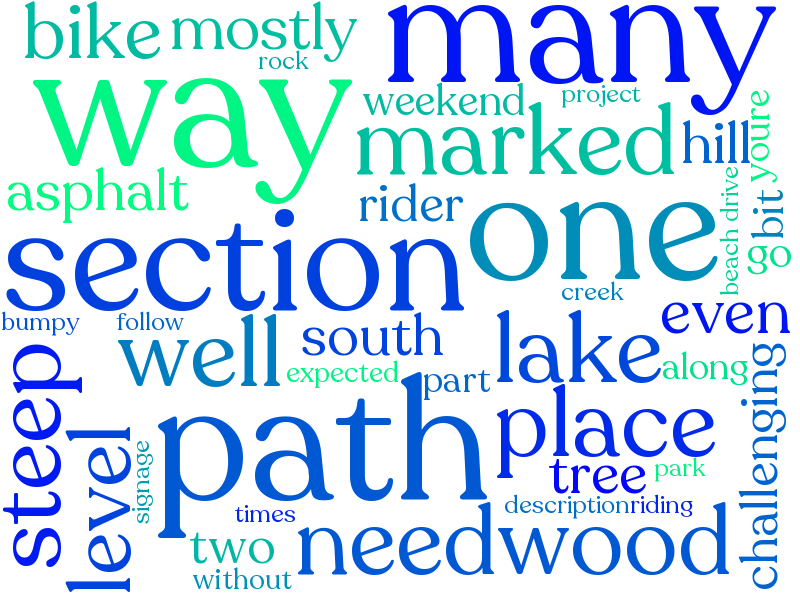 bike
mostly
many
rock
way
weekend
project
marked
hill
youre
asphalt
rider
one
beach drive
bit
go
section
creek
bumpy
follow
south
well
lake
even
expected
part
along
steep
level
signage
path
place
challenging
tree
park
times
description
riding
two
needwood
without